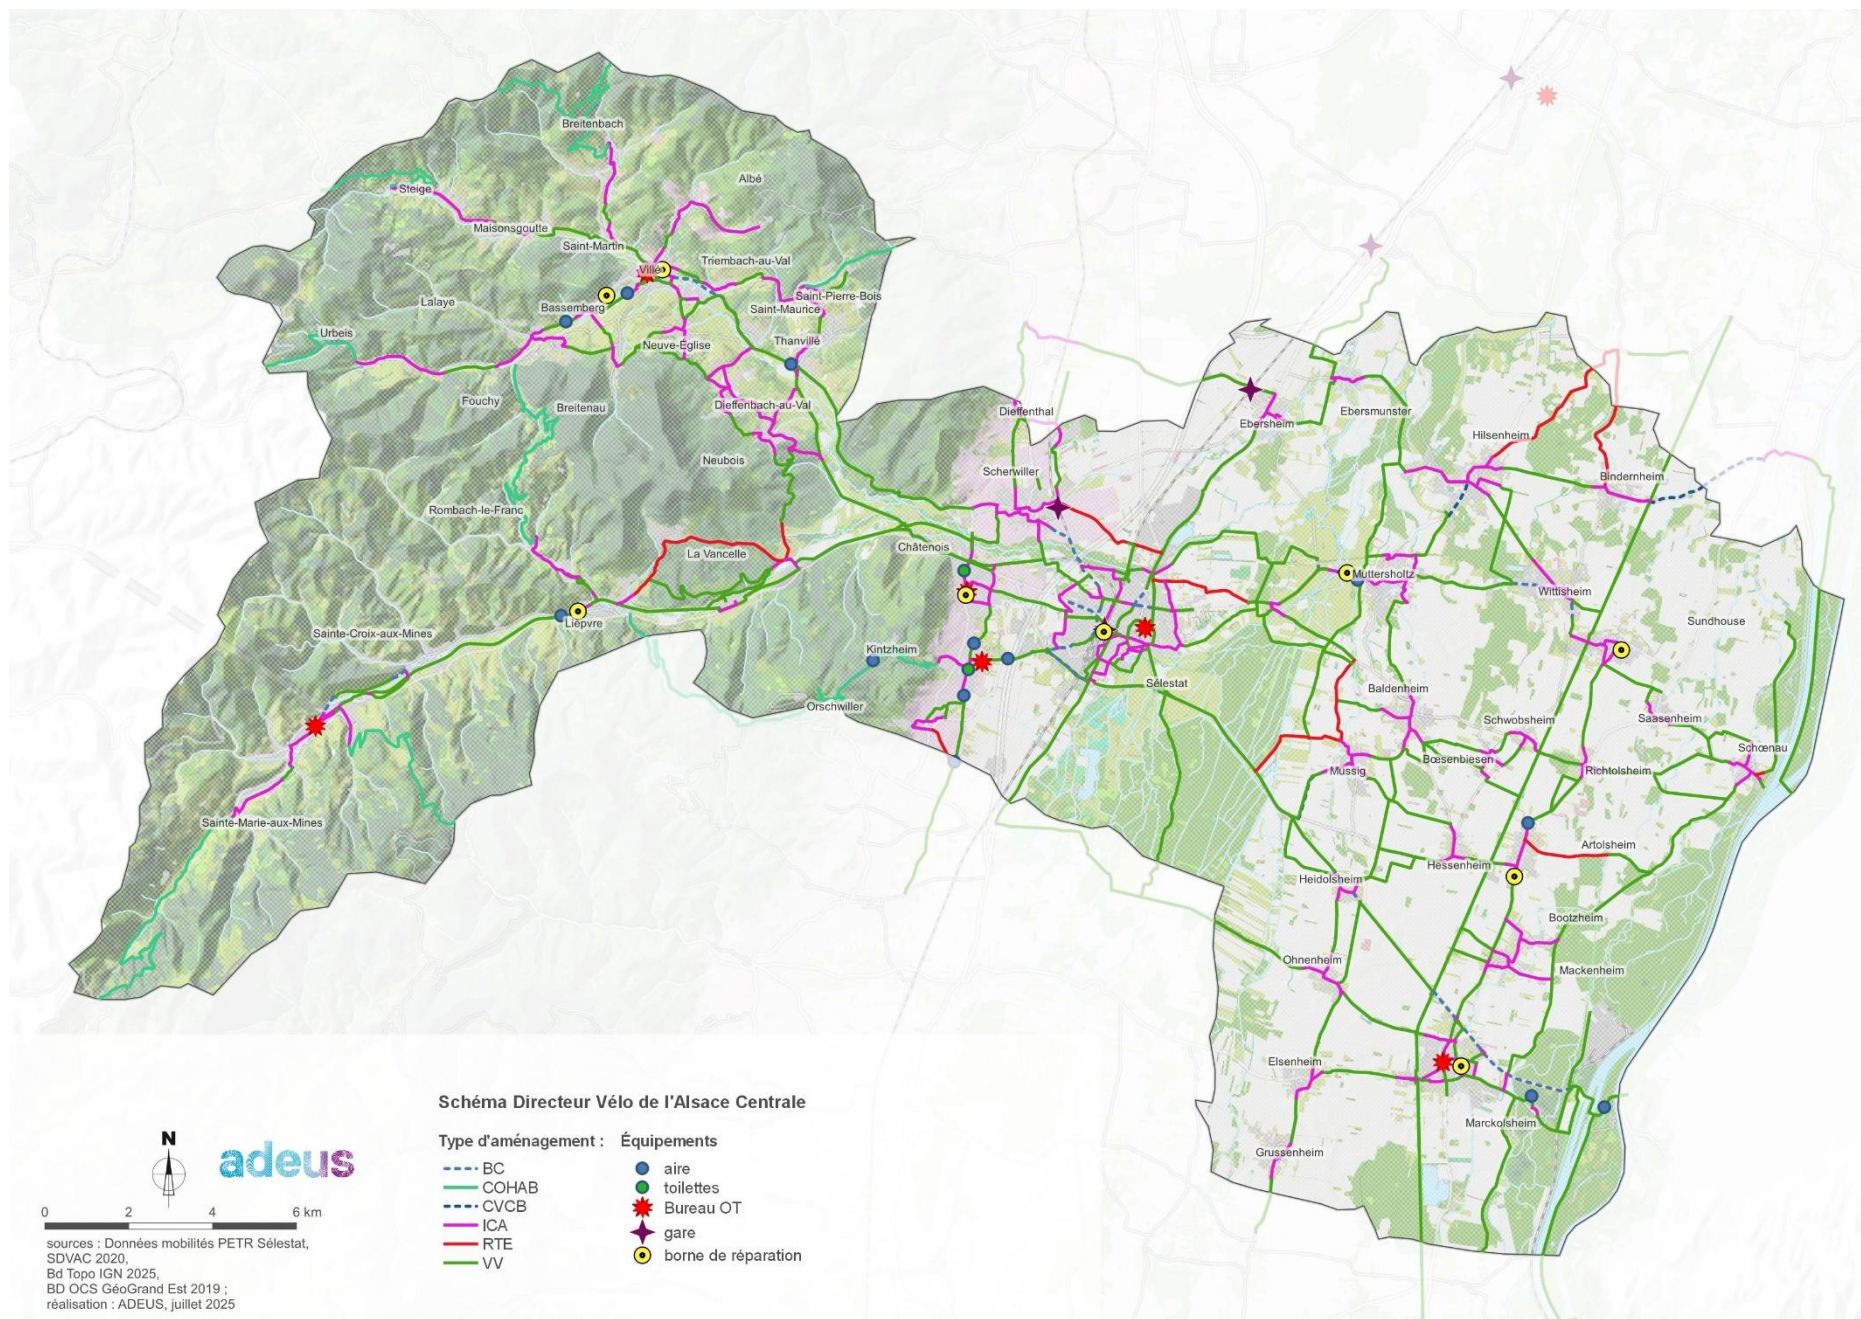 Breitenbach
Albé
Steige
Maisonsgoutte
Saint-Martin
Villé
Triembach-au-Val
Saint-Pierre-Bois
Lalaye
Bassemberg
Saint-Maurice
Urbeis
Neuve-Église
Thanvillé
Fouchy
Breitenau
Dieffenbach-au-Val
Dieffenthal
Ebersheim
Ebersmunster
Hilsenheim
Neubois
Scherwiller
Bindernheim
Rombach-le-Franc
La Vancelle
Châtenois
Muttersholtz
Wittisheim
Sainte-Croix-aux-Mines
Lièpvre
Kintzheim
Sundhouse
Orschwiller
Sélestat
Baldenheim
Schwobsheim
Saasenheim
Schœnau
Mussig
Bœsenbiesen
Richtolsheim
Sainte-Marie-aux-Mines
Artolsheim
Hessenheim
Heidolsheim
Bootzheim
Ohnenheim
Mackenheim
Elsenheim
Marckolsheim
Grussenheim
Schéma Directeur Vélo de l'Alsace Centrale
Type d'aménagement :
BC
COHAB
CVCB
ICA
RTE
VV
Équipements
aire
toilettes
Bureau OT
gare
borne de réparation
N
adeus
0 2 4 6 km
sources : Données mobilités PETR Sélestat,
SDVAC 2020,
Bd Topo IGN 2025,
BD OCS GéoGrand Est 2019 ;
réalisation : ADEUS, juillet 2025